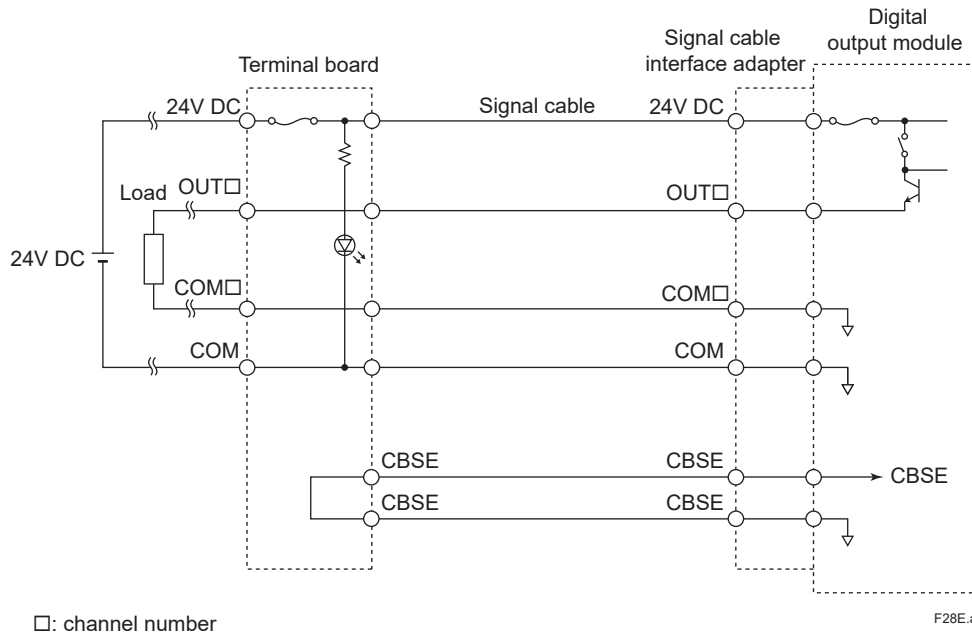 Digital
output module
Signal cable
interface adapter
Terminal board
24V DC
Signal cable
24V DC
Load
OUT□
OUT□
24V DC
COM□
COM□
COM
COM
CBSE
CBSE
CBSE
CBSE
CBSE
□: channel number
F28E.a